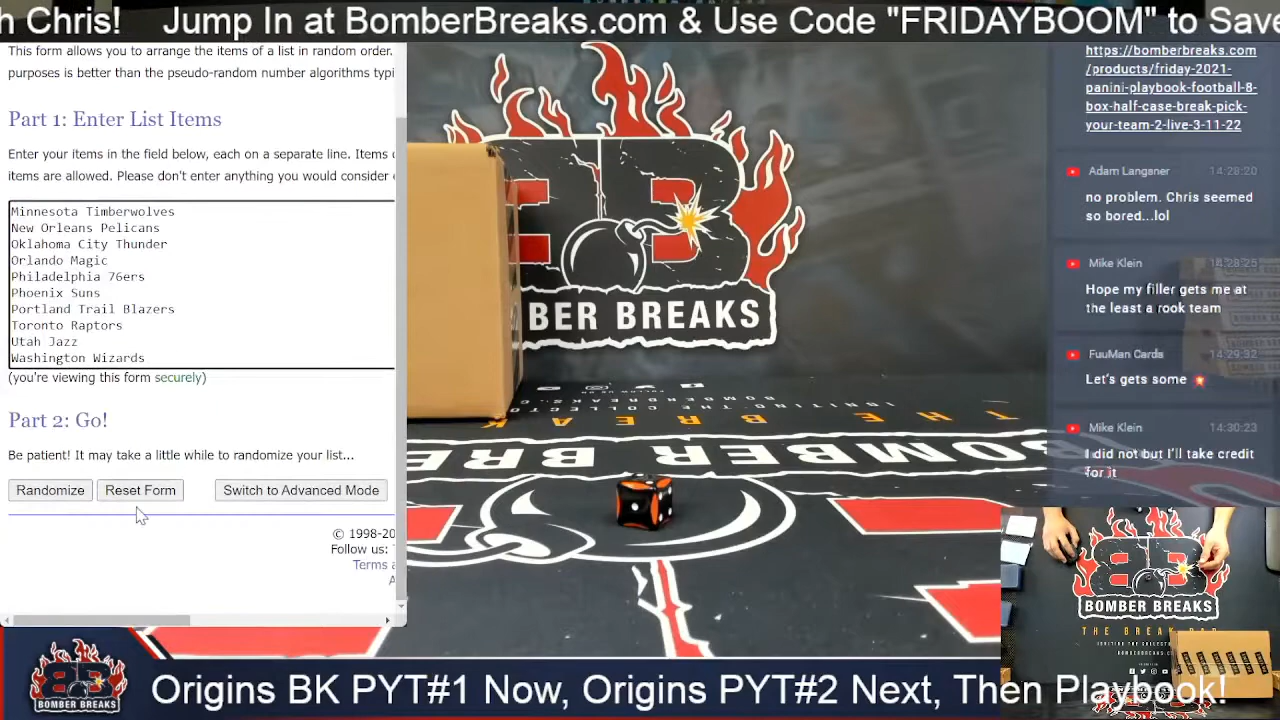 h Chris!    Jump In at BomberBreaks.com & Use Code "FRIDAYBOOM" to Save
This form allows you to arrange the items of a list in random order.
purposes is better than the pseudo-random number algorithms typi
Part 1: Enter List Items
Enter your items in the field below, each on a separate line. Items
items are allowed. Please don't enter anything you would consider
Minnesota Timberwolves
New Orleans Pelicans
Oklahoma City Thunder
Orlando Magic
Philadelphia 76ers
Phoenix Suns
Portland Trail Blazers
Toronto Raptors
Utah Jazz
Washington Wizards
(you're viewing this form securely)
Part 2: Go!
Be patient! It may take a little while to randomize your list...
Randomize
Reset Form
Switch to Advanced Mode
© 1998-20
Follow us:
Terms
BER BREAKS
THE BREAK
BOMBER BREAKS
https://bomberbreaks.com
/products/friday-2021-
panini-playbook-football-8-
box-half-case-break-pick-
your-team-2-live-3-11-22
Adam Langsner 14:28:20
no problem. Chris seemed
so bored...lol
Mike Klein 14:28:25
Hope my filler gets me at
the least a rook team
FuuMan Cards 14:29:32
Let's gets some
Mike Klein 14:30:23
I did not but I'll take credit
for it
BOMBER BREAKS
BOMBER BREAKS
Origins BK PYT#1 Now, Origins PYT#2 Next, Then Playbook!